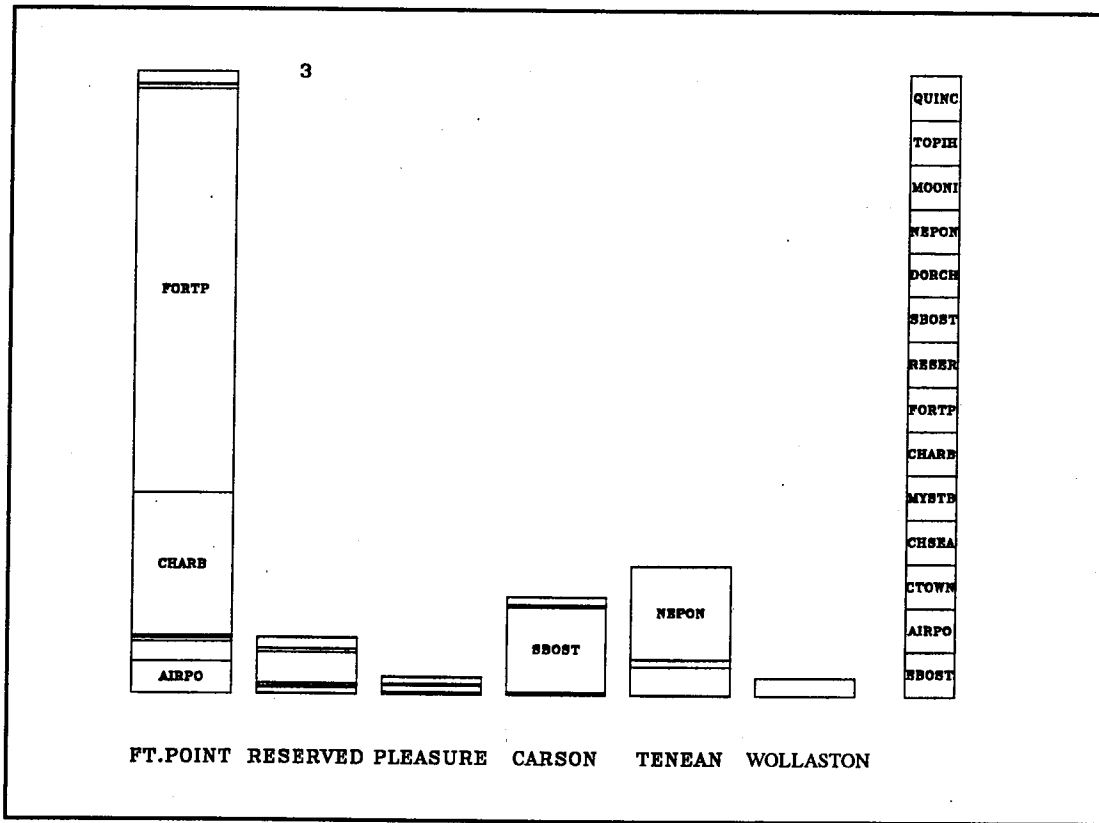 3
QUINC
TOPIH
MOONI
NEPON
DORCH
SBOST
RESER
FORTP
CHARB
MYSTB
CHSEA
CTOWN
AIRPO
EBOST
FORTP
CHARB
AIRPO
SBOST
NEPON
FT.POINT RESERVED PLEASURE CARSON TENEAN WOLLASTON